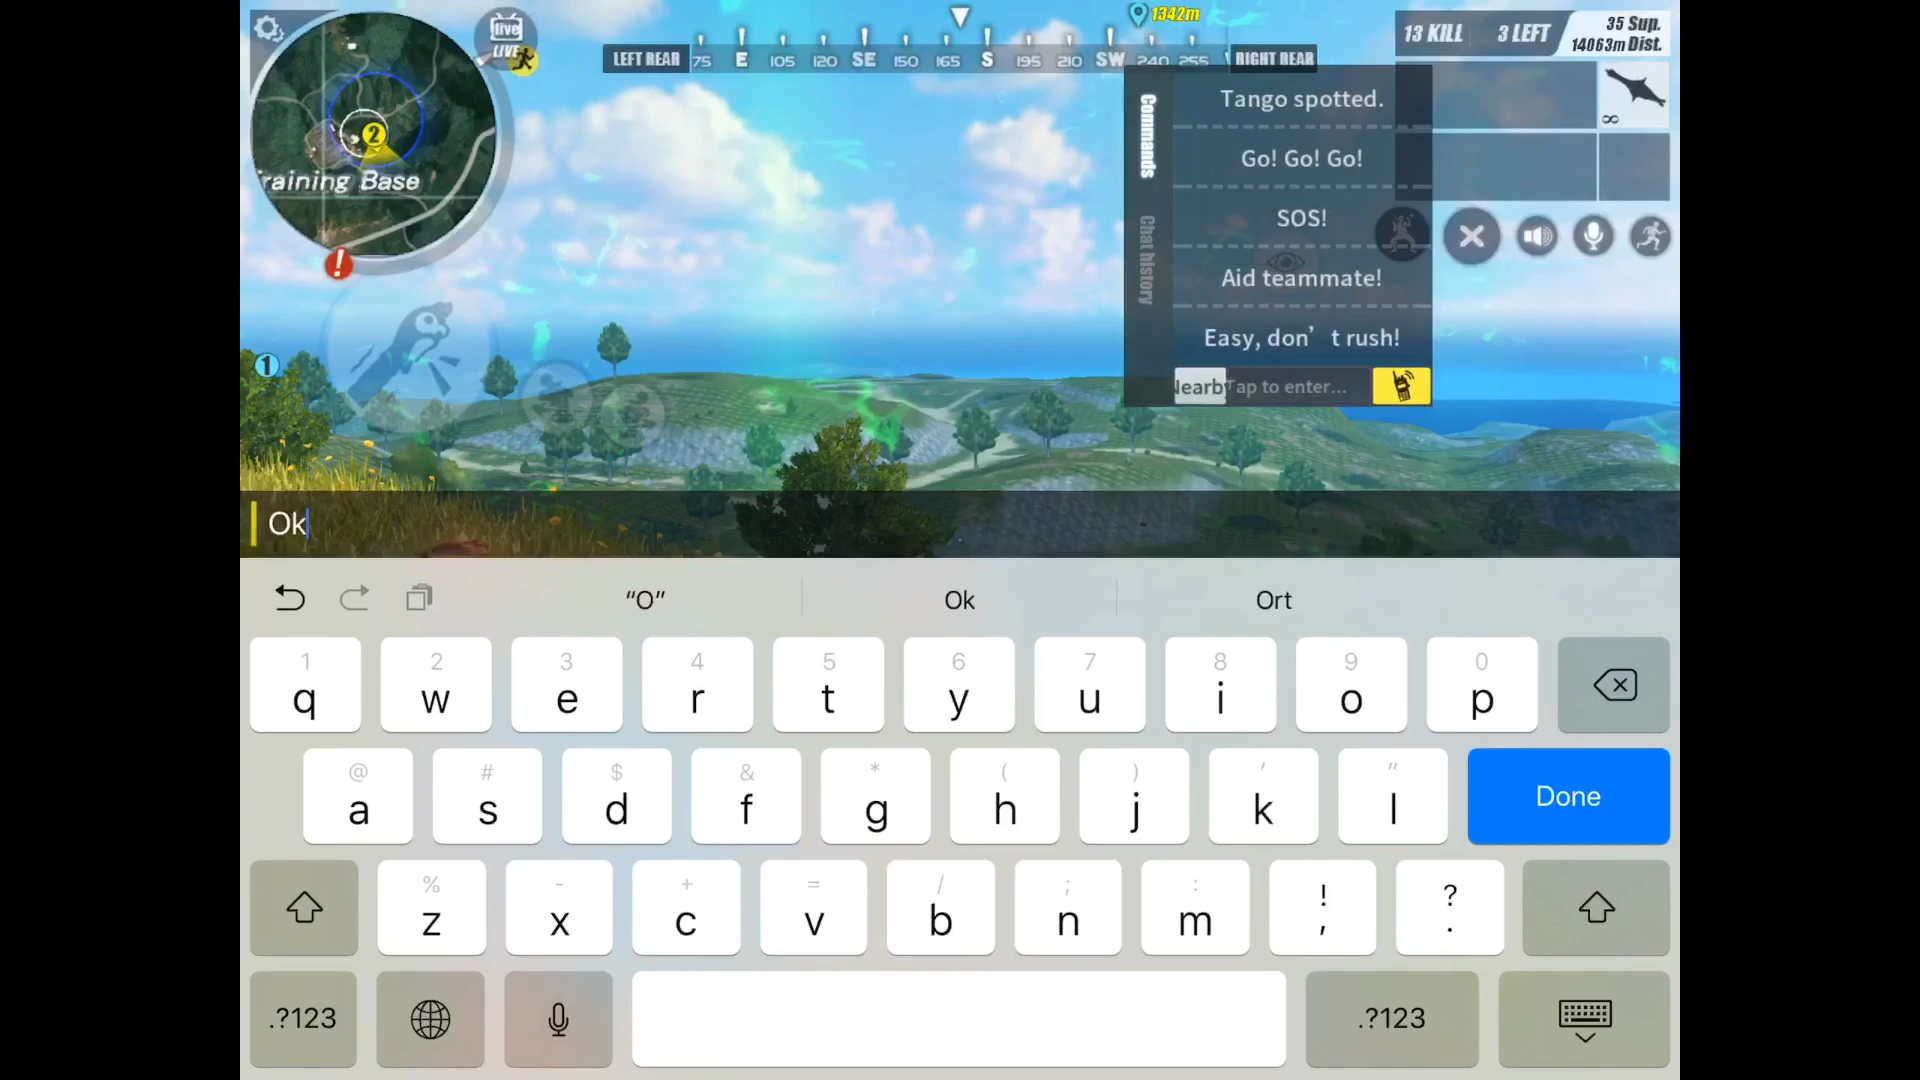 live
LIVE
LEFT REAR
75 E 105 120 SE 150 165 S 195 210 SW 240 255
RIGHT REAR
1342m
13 KILL
3 LEFT
35 Sup.
14063m Dist.
∞
2
raining Base
!
1
Commands
Chat history
Tango spotted.
Go! Go! Go!
SOS!
Aid teammate!
Easy, don’t rush!
Nearby
Tap to enter...
Ok
“O” Ok Ort
1 2 3 4 5 6 7 8 9 0
q w e r t y u i o p
@ # $ & * ( ) ' "
a s d f g h j k l
Done
% - + = / ; : ! ?
z x c v b n m , .
.?123 .?123